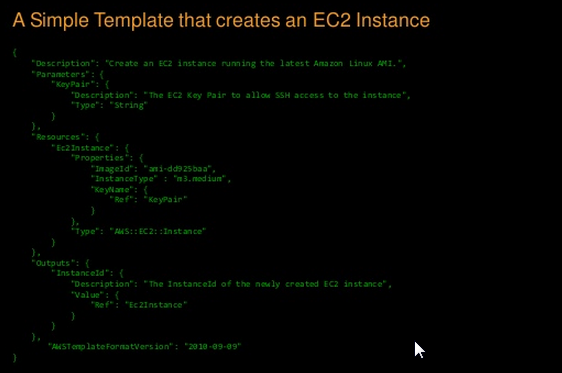 A Simple Template that creates an EC2 Instance
{
"Description": "Create an EC2 instance running the latest Amazon Linux AMI.",
"Parameters": {
"KeyPair": {
"Description": "The EC2 Key Pair to allow SSH access to the instance",
"Type": "String"
}
},
"Resources": {
"Ec2Instance": {
"Properties": {
"ImageId": "ami-dd925baa",
"InstanceType" : "m3.medium",
"KeyName": {
"Ref": "KeyPair"
}
},
"Type": "AWS::EC2::Instance"
}
},
"Outputs": {
"InstanceId": {
"Description": "The InstanceId of the newly created EC2 instance",
"Value": {
"Ref": "Ec2Instance"
}
}
},
"AWSTemplateFormatVersion": "2010-09-09"
}